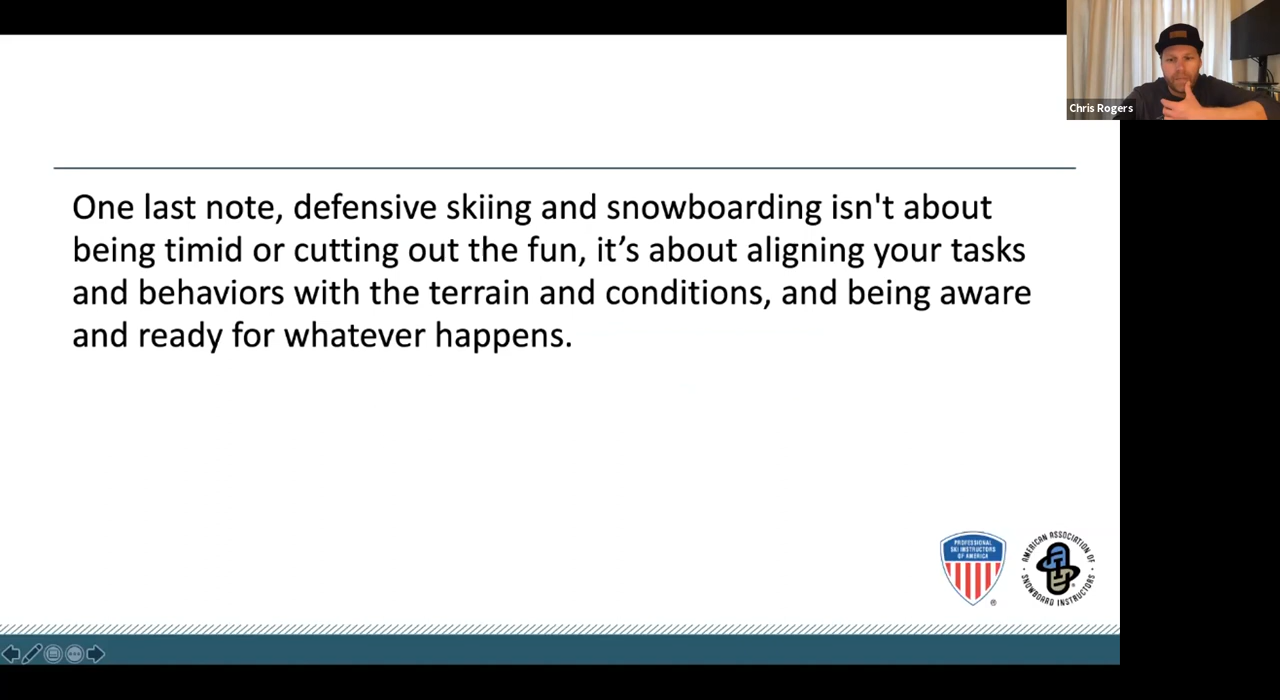 Chris Rogers
One last note, defensive skiing and snowboarding isn't about
being timid or cutting out the fun, it’s about aligning your tasks
and behaviors with the terrain and conditions, and being aware
and ready for whatever happens.
PROFESSIONAL
SKI INSTRUCTORS
OF AMERICA
®
AMERICAN ASSOCIATION OF
SNOWBOARD INSTRUCTORS